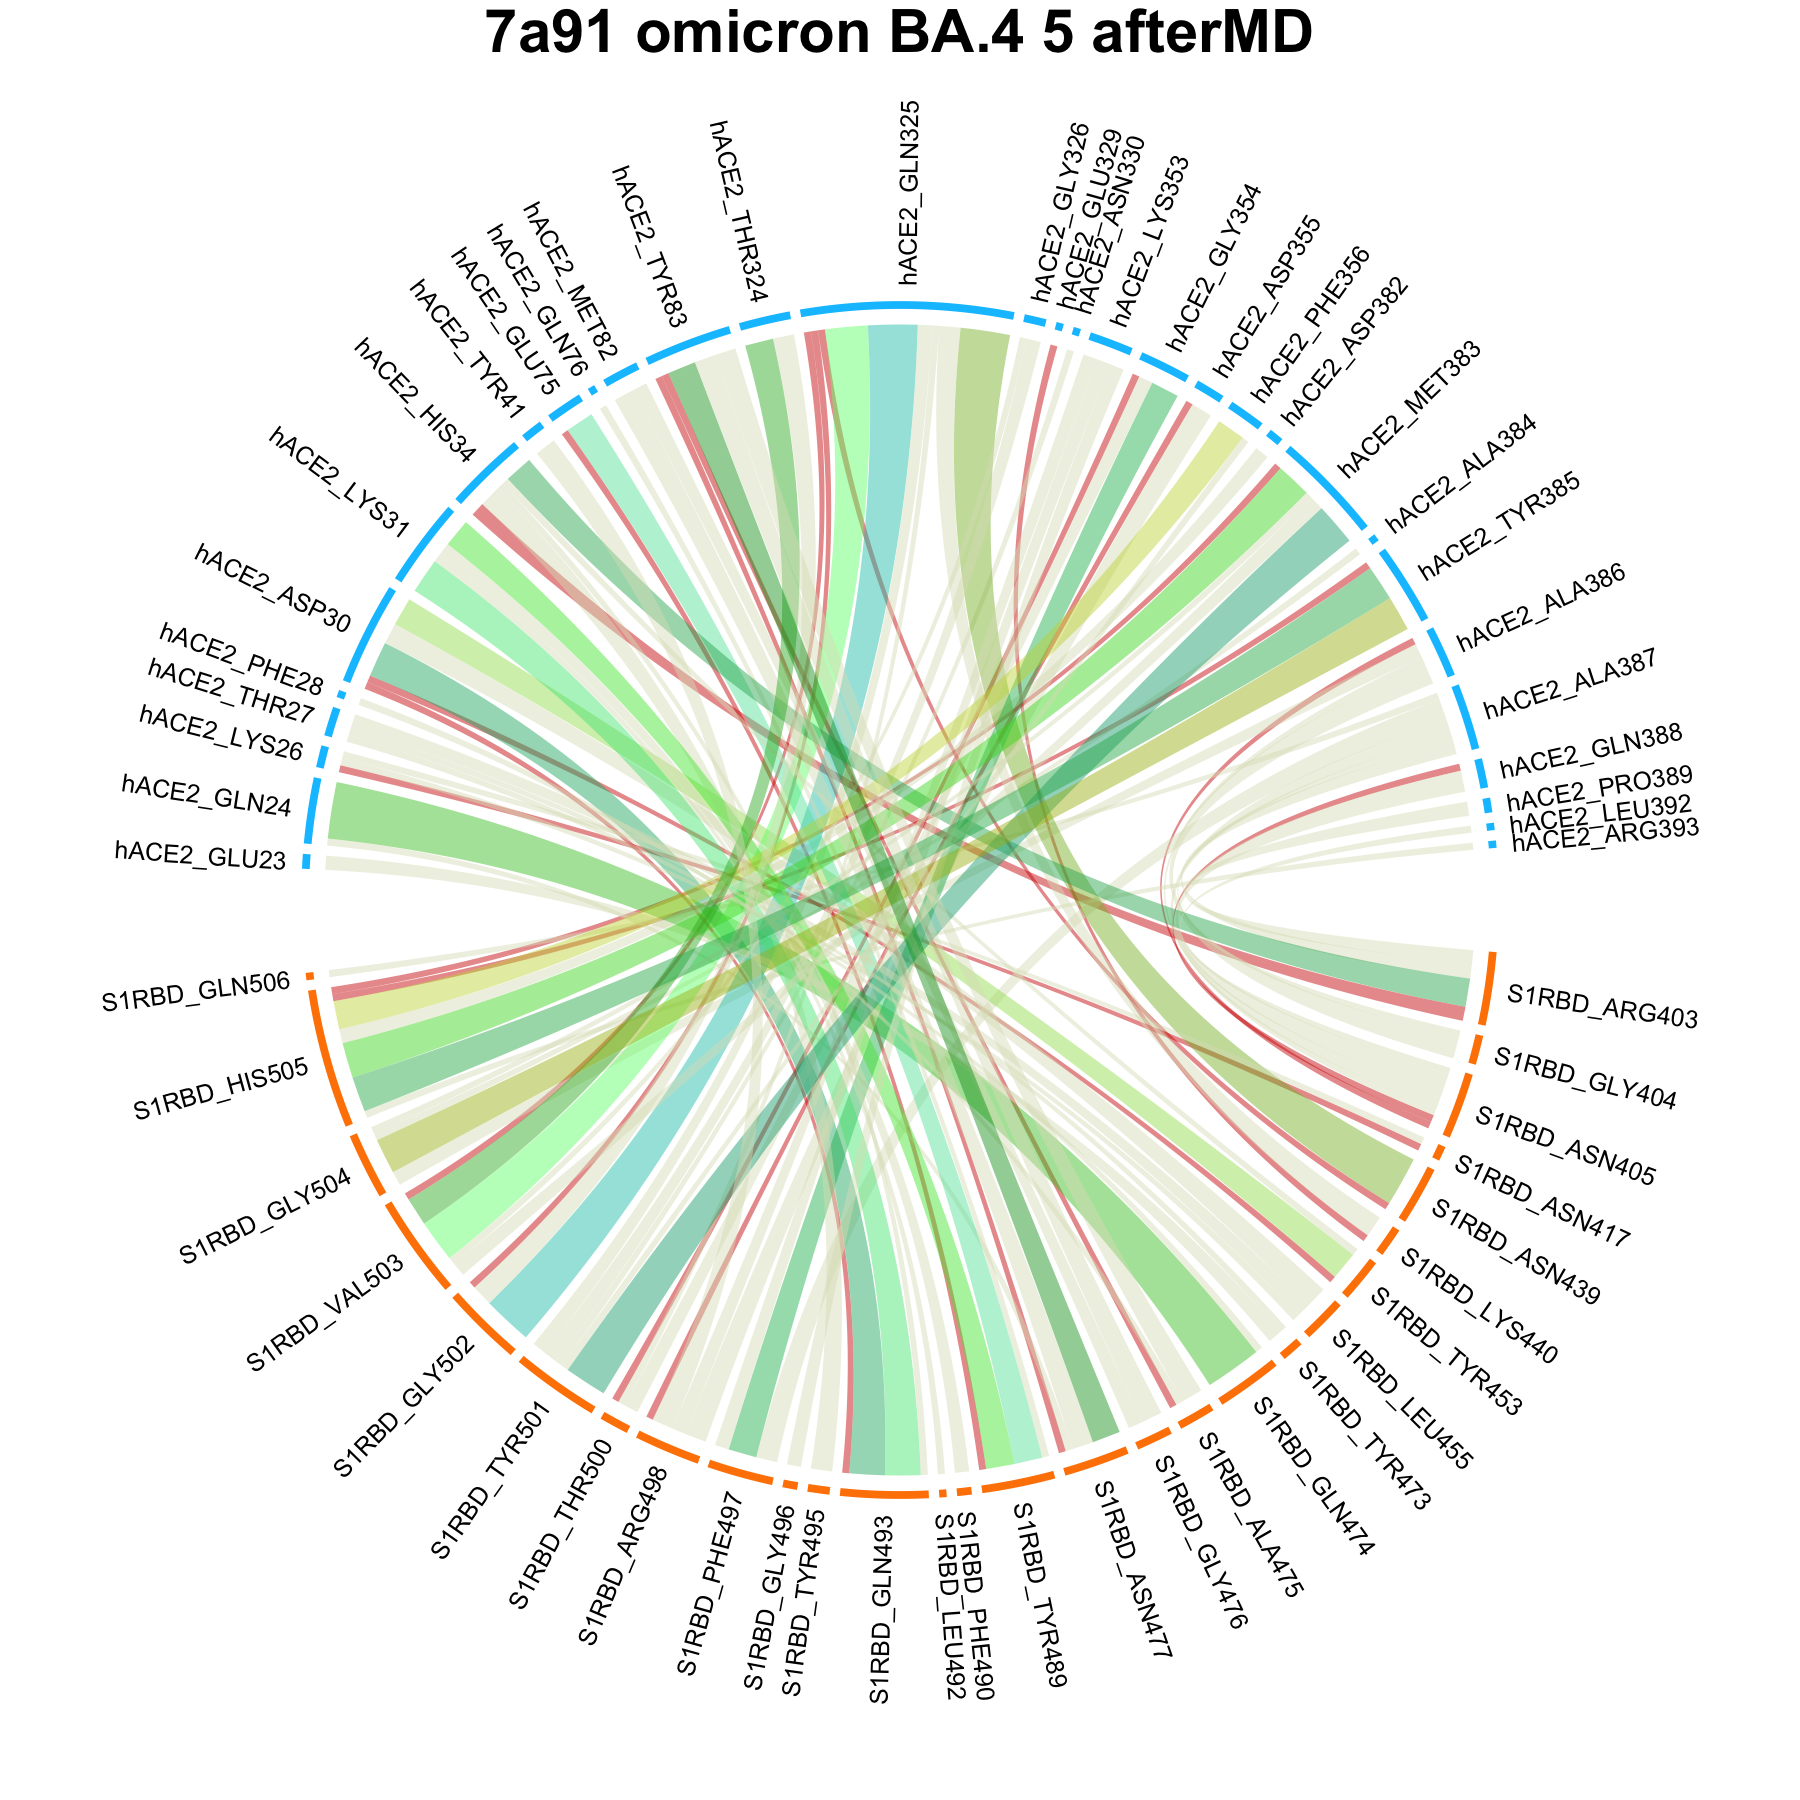 7a91 omicron BA.4 5 afterMD
hACE2_GLU23
hACE2_GLN24
hACE2_LYS26
hACE2_THR27
hACE2_PHE28
hACE2_ASP30
hACE2_LYS31
hACE2_HIS34
hACE2_TYR41
hACE2_GLU75
hACE2_GLN76
hACE2_MET82
hACE2_TYR83
hACE2_THR324
hACE2_GLN325
hACE2_GLY326
hACE2_GLU329
hACE2_ASN330
hACE2_LYS353
hACE2_GLY354
hACE2_ASP355
hACE2_PHE356
hACE2_ASP382
hACE2_MET383
hACE2_ALA384
hACE2_TYR385
hACE2_ALA386
hACE2_ALA387
hACE2_GLN388
hACE2_PRO389
hACE2_LEU392
hACE2_ARG393
S1RBD_ARG403
S1RBD_GLY404
S1RBD_ASN405
S1RBD_ASN417
S1RBD_ASN439
S1RBD_LYS440
S1RBD_TYR453
S1RBD_LEU455
S1RBD_TYR473
S1RBD_GLN474
S1RBD_ALA475
S1RBD_GLY476
S1RBD_ASN477
S1RBD_TYR489
S1RBD_PHE490
S1RBD_LEU492
S1RBD_GLN493
S1RBD_TYR495
S1RBD_GLY496
S1RBD_PHE497
S1RBD_ARG498
S1RBD_THR500
S1RBD_TYR501
S1RBD_GLY502
S1RBD_VAL503
S1RBD_GLY504
S1RBD_HIS505
S1RBD_GLN506